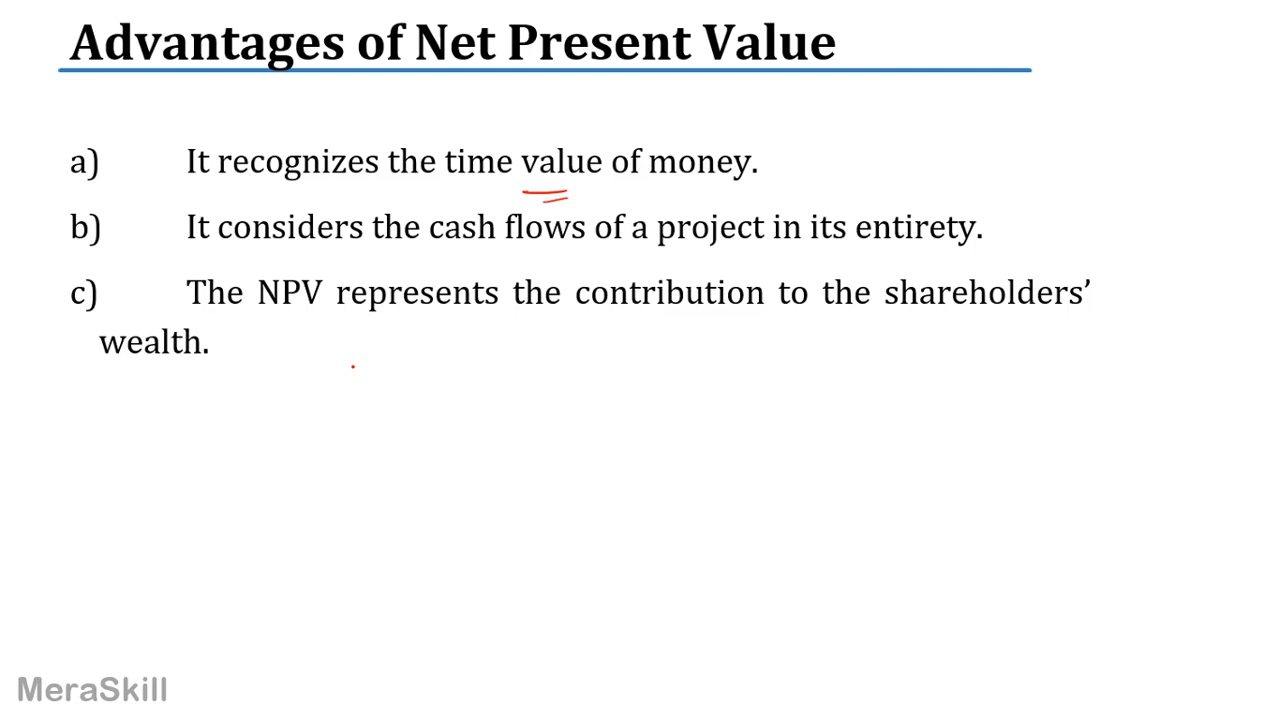 Advantages of Net Present Value
a) It recognizes the time value of money.
b) It considers the cash flows of a project in its entirety.
c) The NPV represents the contribution to the shareholders’
wealth.
MeraSkill